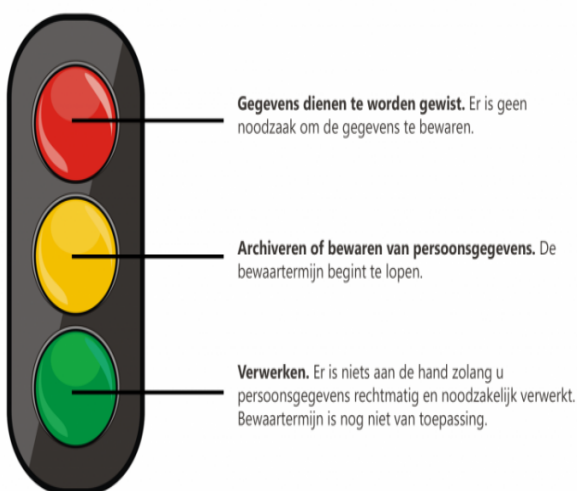 Gegevens dienen te worden gewist. Er is geen
noodzaak om de gegevens te bewaren.
Archiveren of bewaren van persoonsgegevens. De
bewaartermijn begint te lopen.
Verwerken. Er is niets aan de hand zolang u
persoonsgegevens rechtmatig en noodzakelijk verwerkt.
Bewaartermijn is nog niet van toepassing.